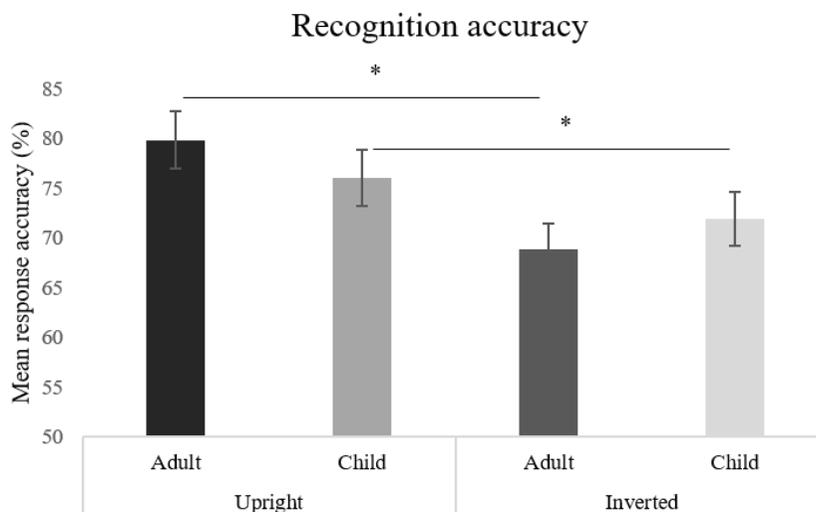 Recognition accuracy
*
*
Mean response accuracy (%)
85
80
75
70
65
60
55
50
Adult Child Adult Child
Upright Inverted